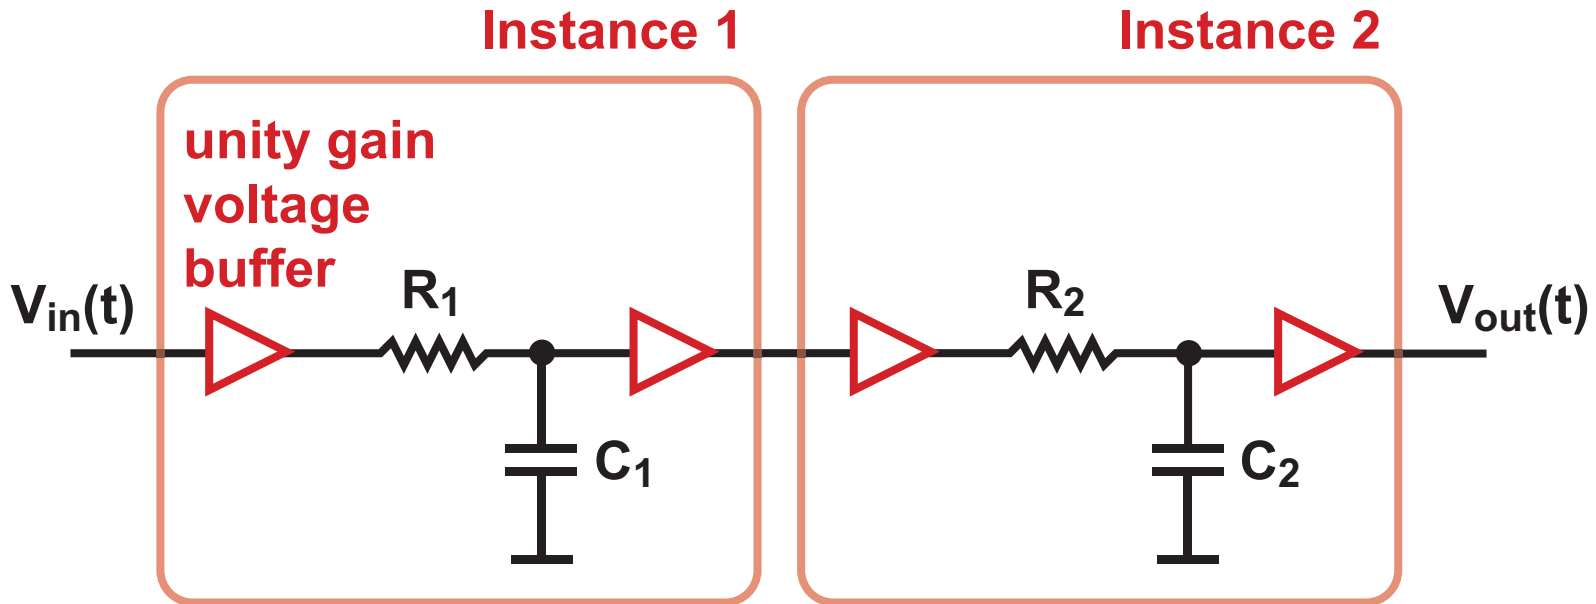 Instance 1
Instance 2
unity gain
voltage
buffer
Vin(t)
R1
C1
R2
C2
Vout(t)